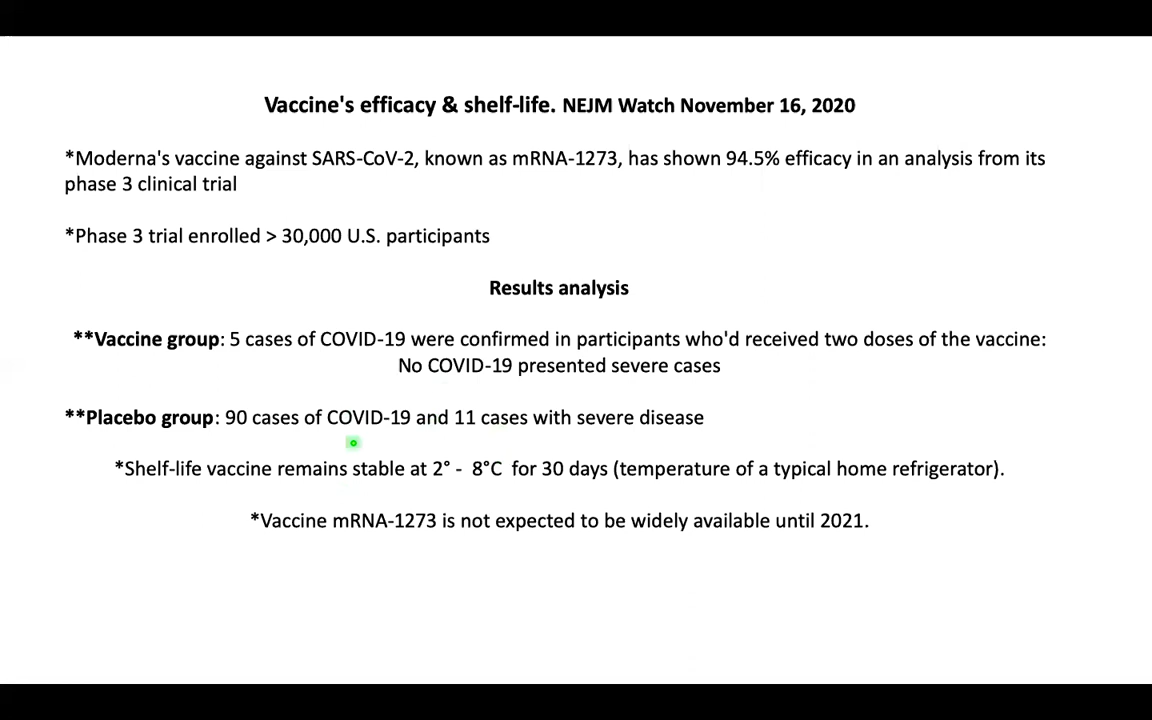 Vaccine's efficacy & shelf-life. NEJM Watch November 16, 2020
*Moderna's vaccine against SARS-CoV-2, known as mRNA-1273, has shown 94.5% efficacy in an analysis from its
phase 3 clinical trial
*Phase 3 trial enrolled > 30,000 U.S. participants
Results analysis
**Vaccine group: 5 cases of COVID-19 were confirmed in participants who'd received two doses of the vaccine:
No COVID-19 presented severe cases
**Placebo group: 90 cases of COVID-19 and 11 cases with severe disease
*Shelf-life vaccine remains stable at 2° - 8°C for 30 days (temperature of a typical home refrigerator).
*Vaccine mRNA-1273 is not expected to be widely available until 2021.